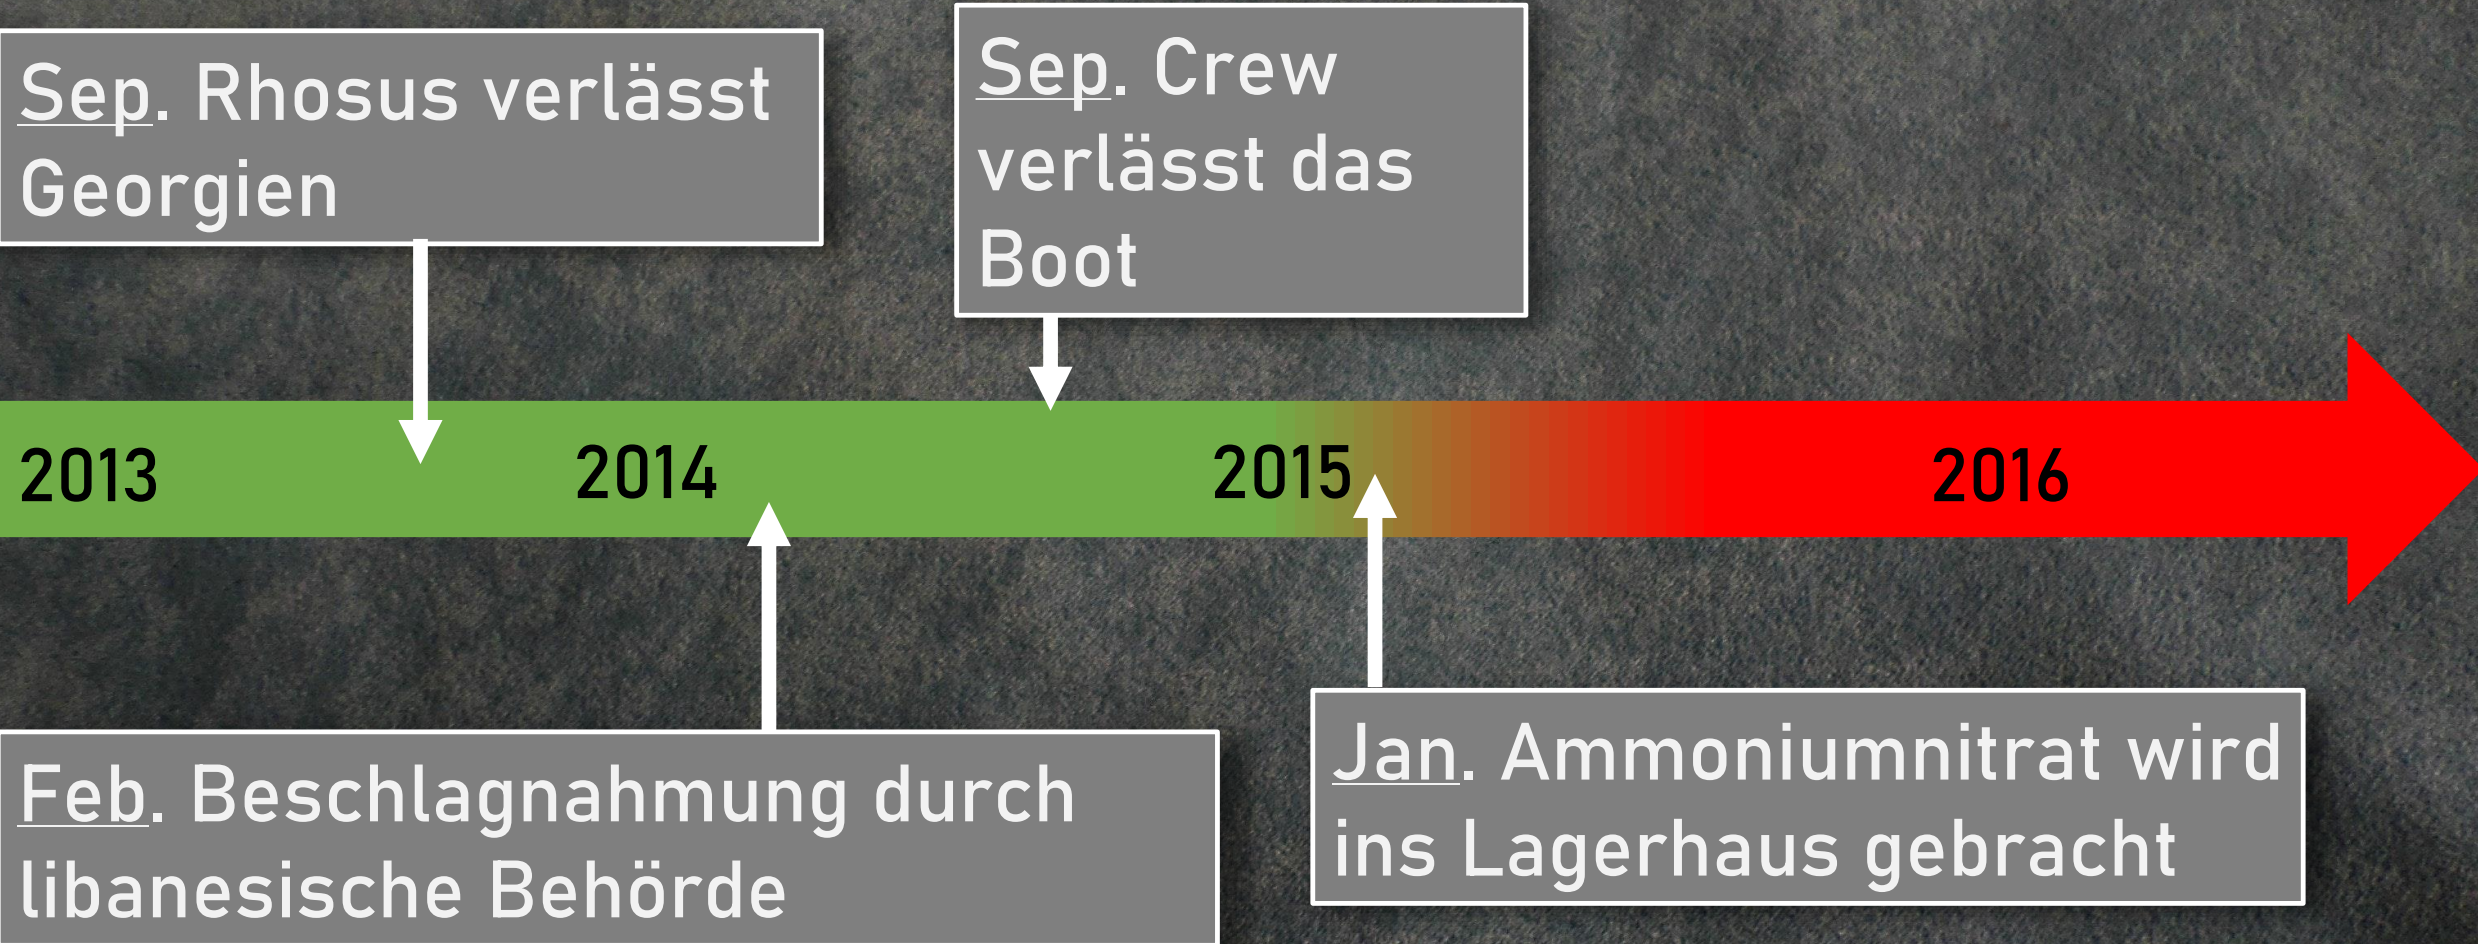 Sep. Rhosus verlässt
Georgien
Sep. Crew
verlässt das
Boot
2013 2014 2015 2016
Feb. Beschlagnahmung durch
libanesische Behörde
Jan. Ammoniumnitrat wird
ins Lagerhaus gebracht